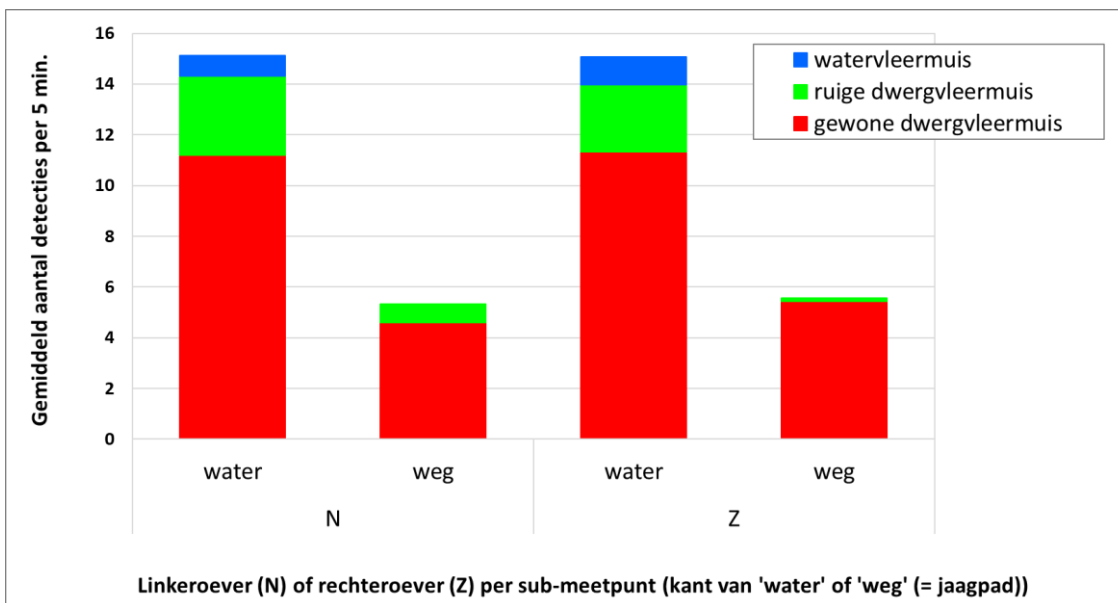 Gemiddeld aantal detecties per 5 min.
16
14
12
10
8
6
4
2
0
watervleermuis
ruige dwergvleermuis
gewone dwergvleermuis
water weg water weg
N Z
Linkeroever (N) of rechteroever (Z) per sub-meetpunt (kant van 'water' of 'weg' (= jaagpad))